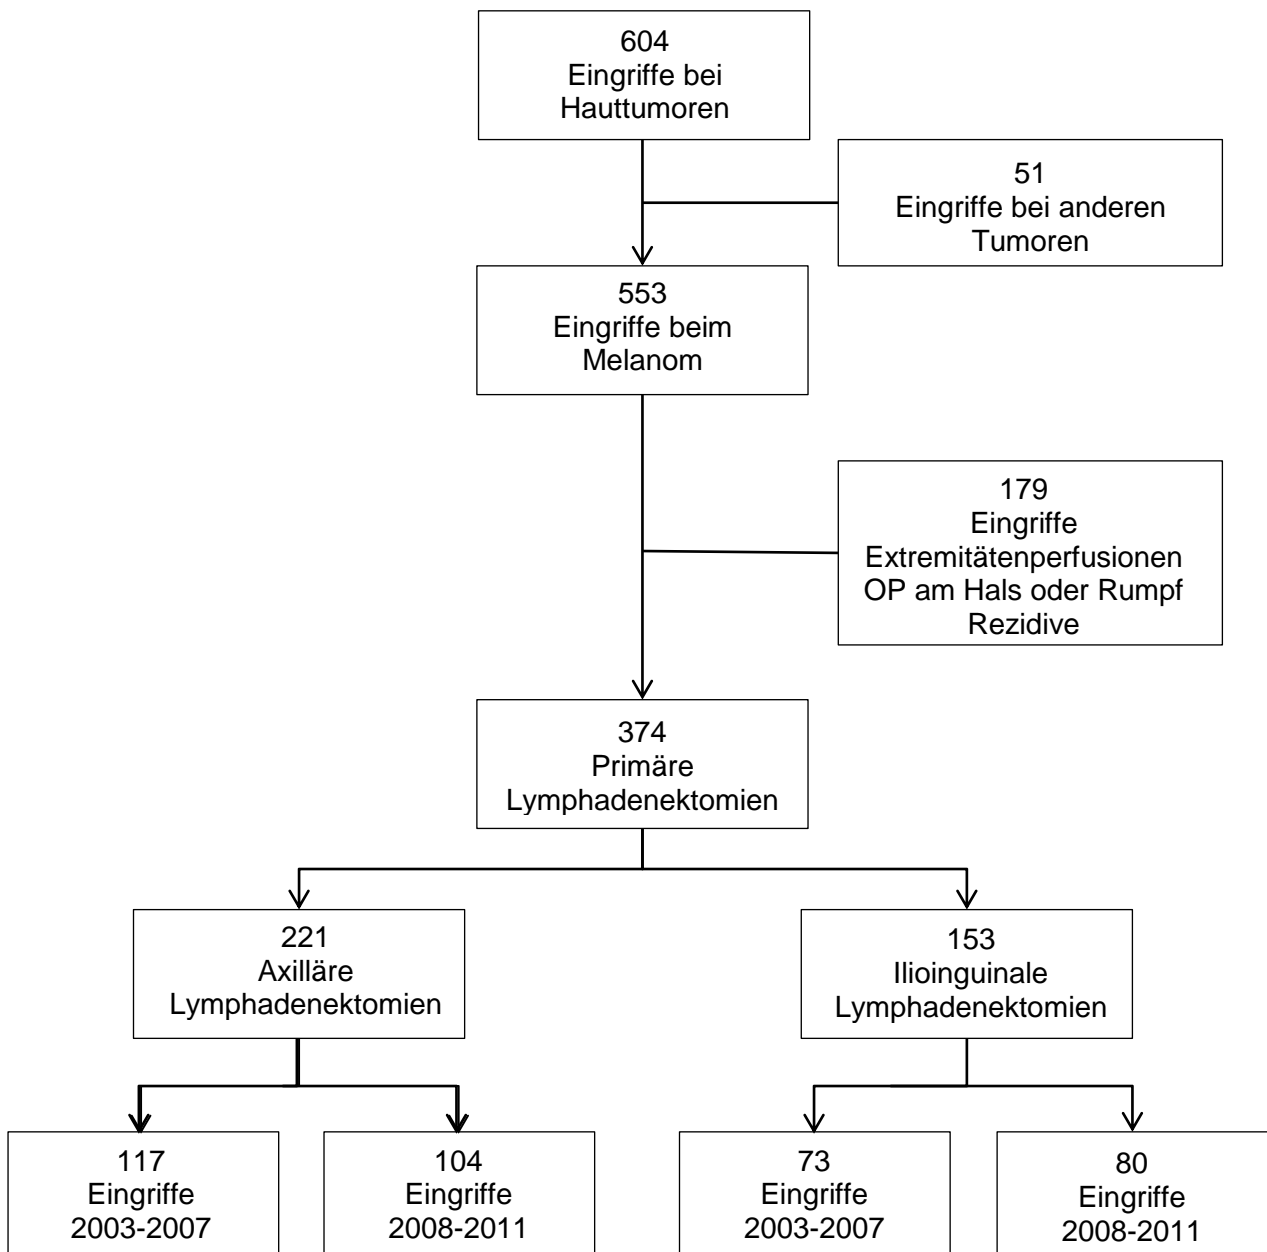 604
Eingriffe bei
Hauttumoren
51
Eingriffe bei anderen
Tumoren
553
Eingriffe beim
Melanom
179
Eingriffe
Extremitätenperfusionen
OP am Hals oder Rumpf
Rezidive
374
Primäre
Lymphadenektomien
221
Axilläre
Lymphadenektomien
153
Ilioinguinale
Lymphadenektomien
117
Eingriffe
2003-2007
104
Eingriffe
2008-2011
73
Eingriffe
2003-2007
80
Eingriffe
2008-2011